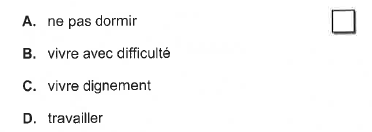 A. ne pas dormir
B. vivre avec difficulté
C. vivre dignement
D. travailler